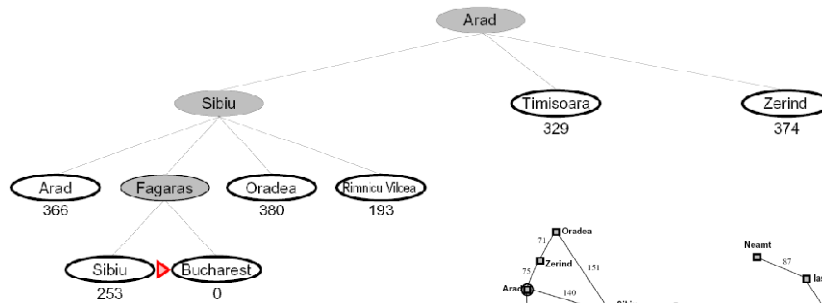 Arad
Sibiu
Timisoara
Zerind
329
374
Arad
Fagaras
Oradea
Rimnicu Vilcea
366
380
193
Sibiu
Bucharest
253
0
Oradea
71
Neamt
87
Zerind
75
151
Arad
140